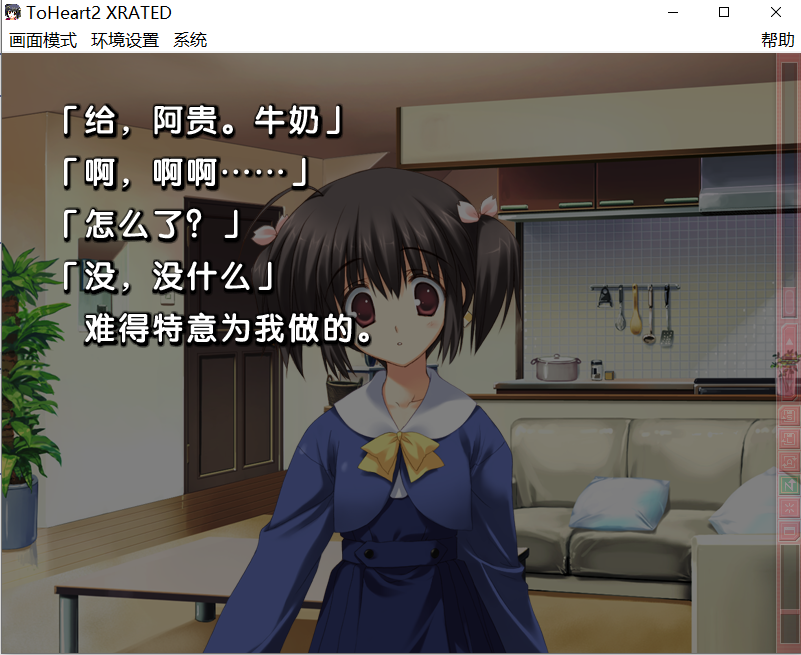 ToHeart2 XRATED
画面模式 环境设置 系统 帮助
「给，阿贵。牛奶」
「啊，啊啊……」
「怎么了？」
「没，没什么」
难得特意为我做的。